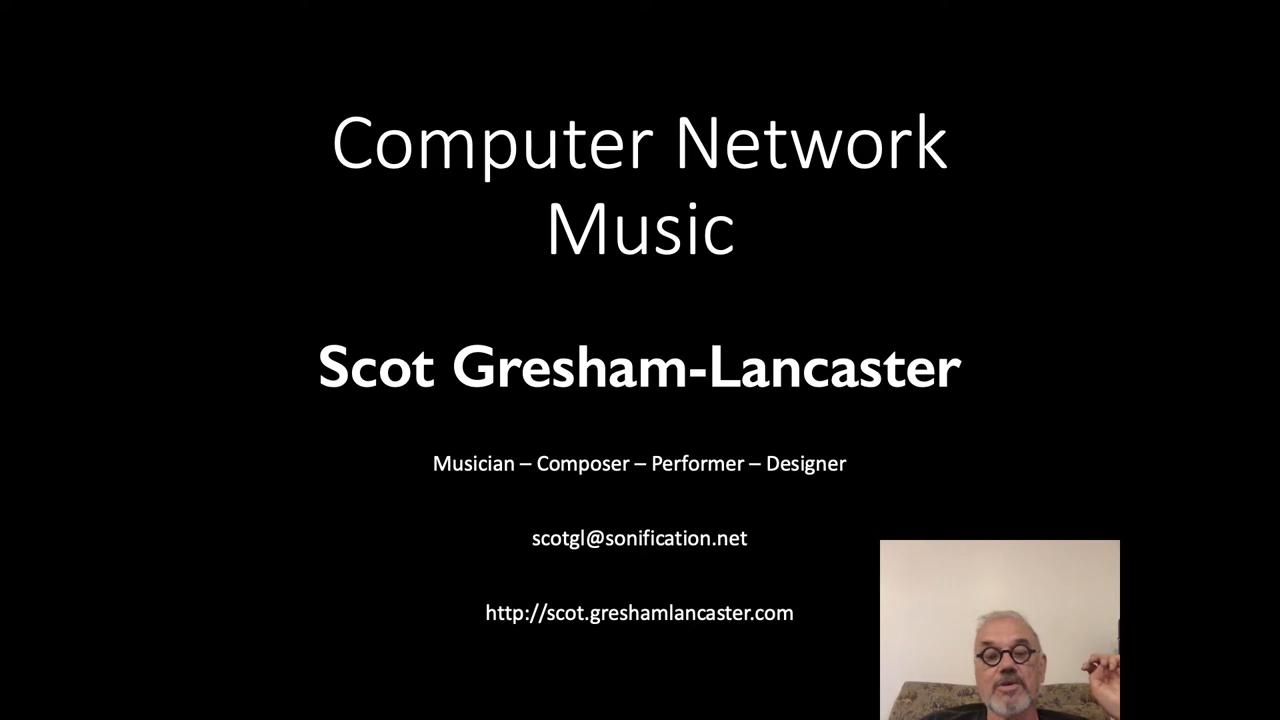 Computer Network
Music
Scot Gresham-Lancaster
Musician – Composer – Performer – Designer
scotgl@sonification.net
http://scot.greshamlancaster.com